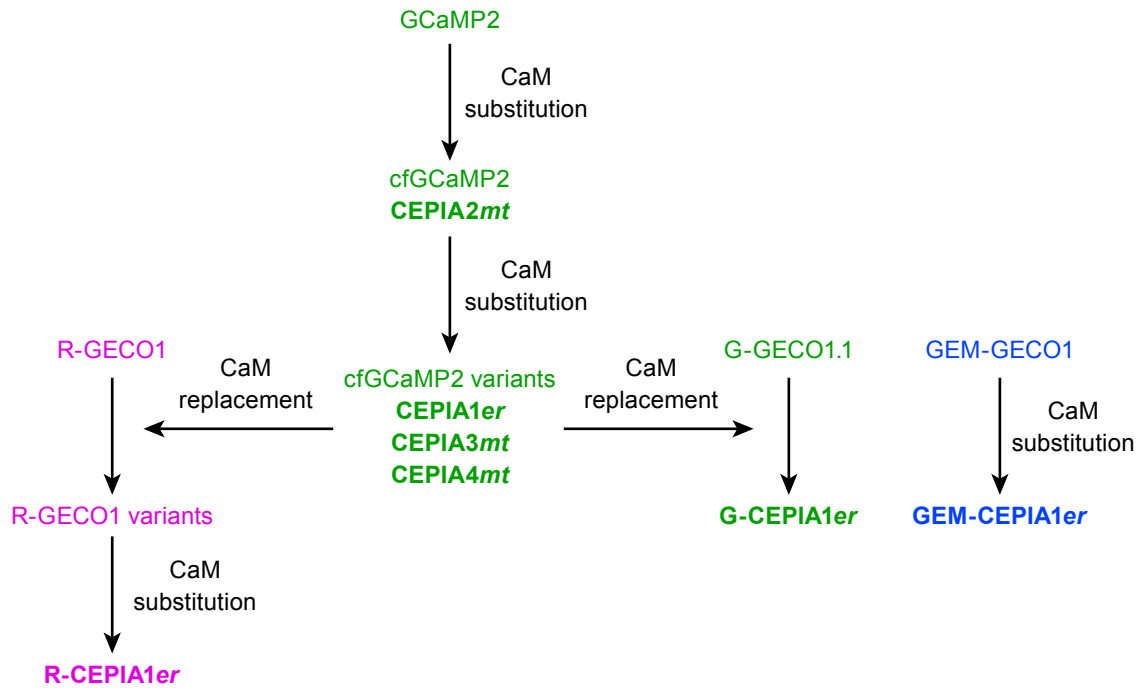 GCaMP2
CaM
substitution
cfGCaMP2
CEPIA2mt
CaM
substitution
R-GECO1
G-GECO1.1
GEM-GECO1
CaM
replacement
cfGCaMP2 variants
CEPIA1er
CEPIA3mt
CEPIA4mt
CaM
replacement
CaM
substitution
R-GECO1 variants
G-CEPIA1er
GEM-CEPIA1er
CaM
substitution
R-CEPIA1er